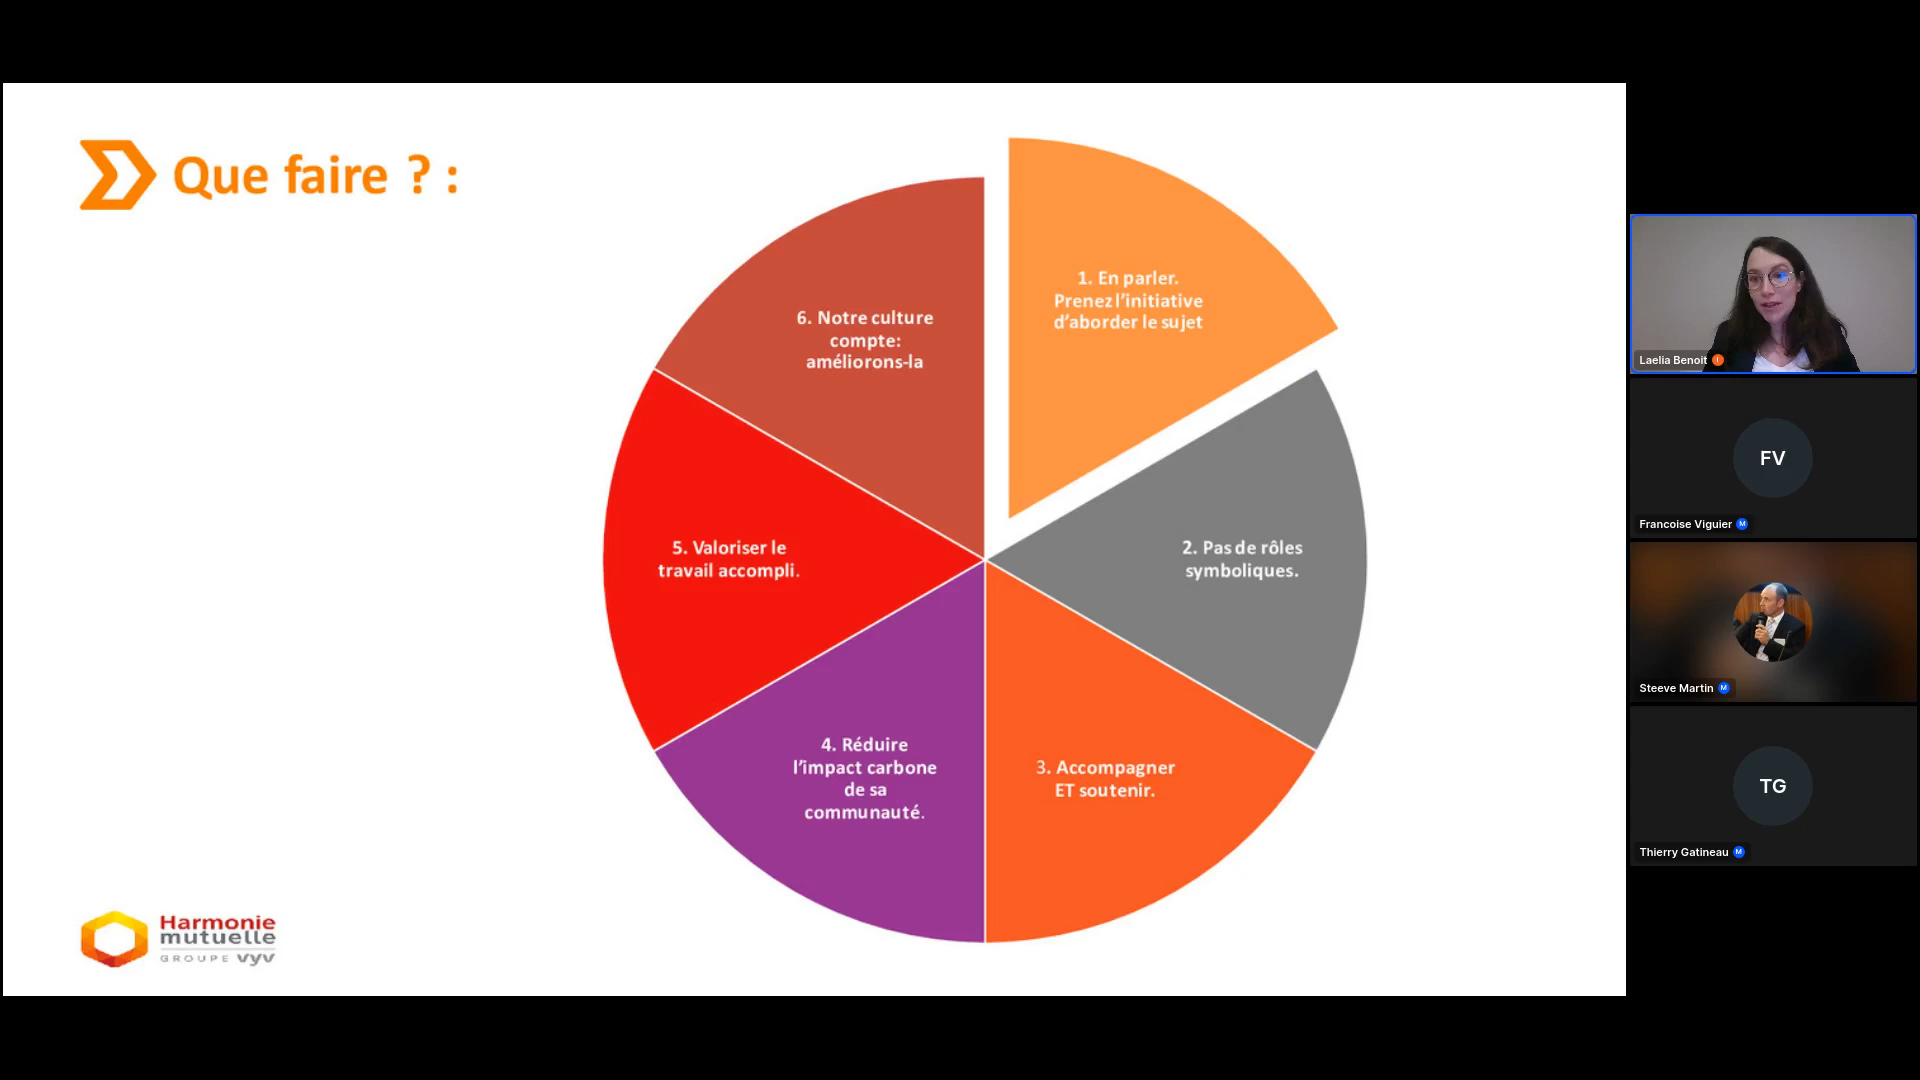 Que faire ? :
1. En parler.
Prenez l'initiative
d'aborder le sujet
2. Pas de rôles
symboliques.
3. Accompagner
ET soutenir.
4. Réduire
l'impact carbone
de sa
communauté.
5. Valoriser le
travail accompli.
6. Notre culture
compte:
améliorons-la
Harmonie
mutuelle
GROUPE vyv
Laelia Benoit
I
FV
Francoise Viguier
M
Steeve Martin
M
TG
Thierry Gatineau
M